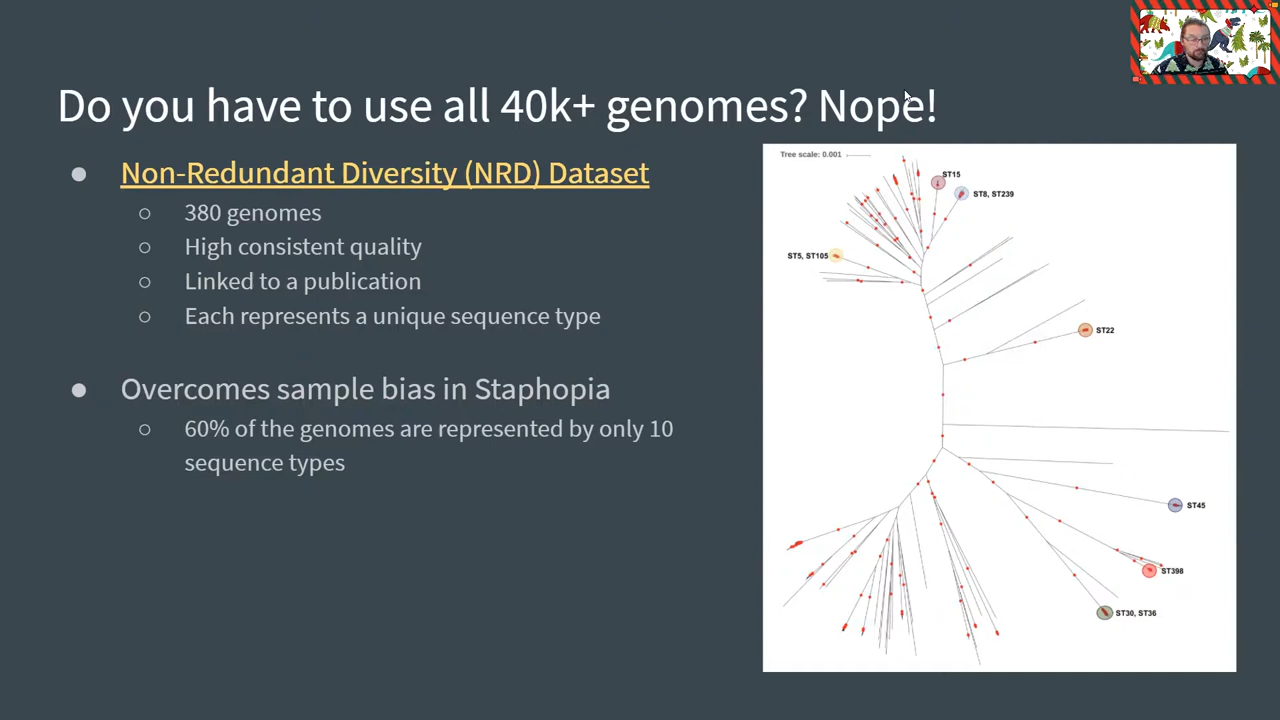 Do you have to use all 40k+ genomes? Nope!
● Non-Redundant Diversity (NRD) Dataset
○ 380 genomes
○ High consistent quality
○ Linked to a publication
○ Each represents a unique sequence type
● Overcomes sample bias in Staphopia
○ 60% of the genomes are represented by only 10
sequence types
Tree scale: 0.001
ST15
ST8, ST239
ST5, ST105
ST22
ST45
ST398
ST30, ST36